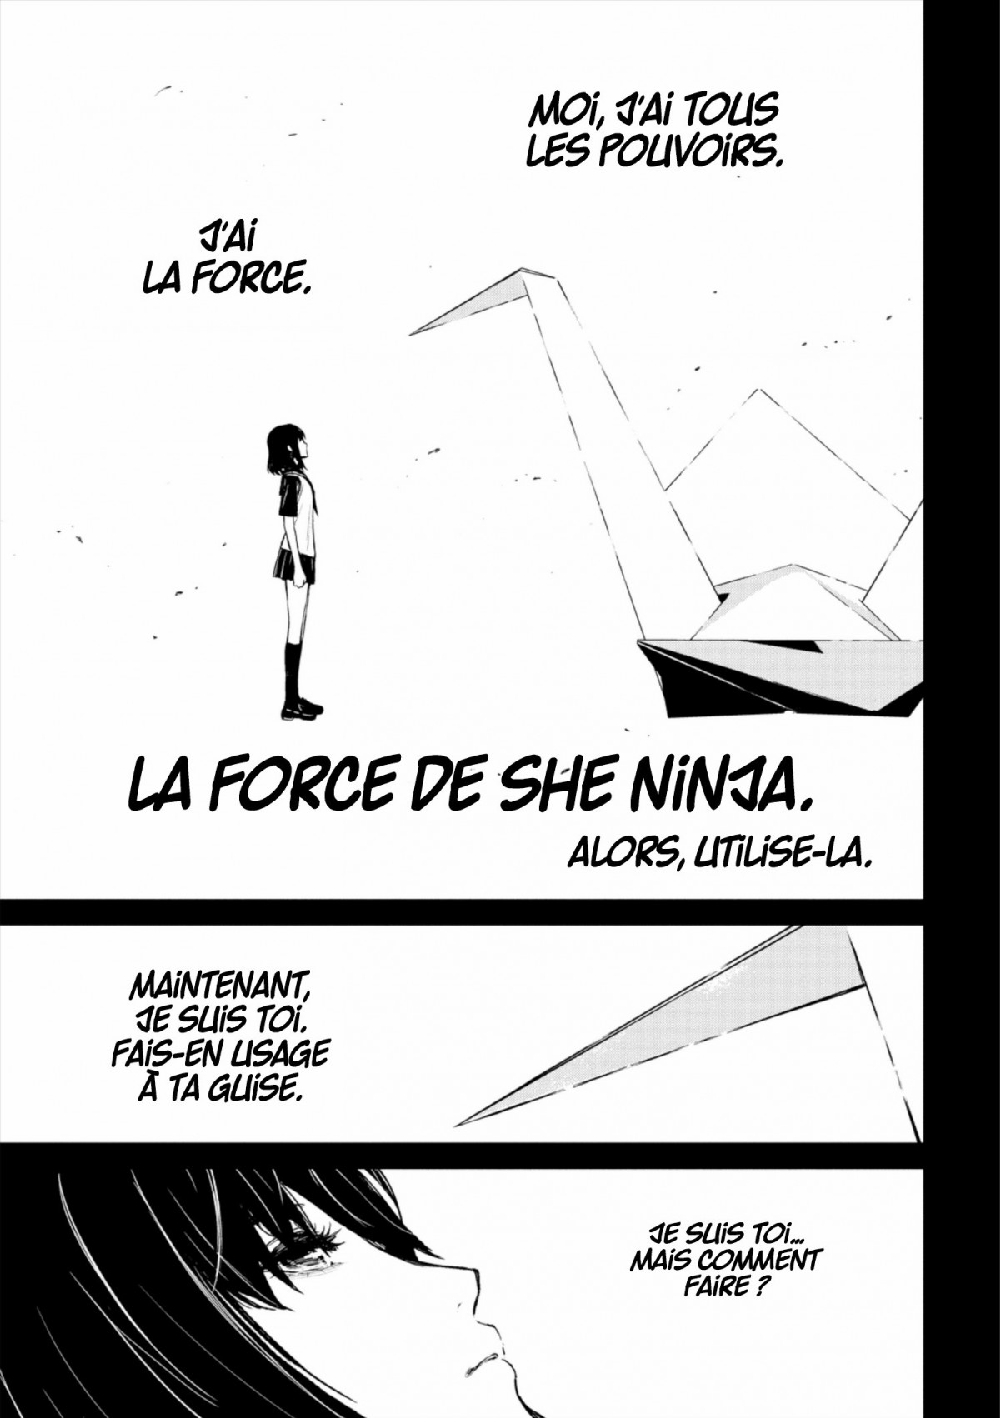 MOI, J'AI TOUS
LES POUVOIRS.
J'AI
LA FORCE.
LA FORCE DE SHE NINJA.
ALORS, UTILISE-LA.
MAINTENANT,
JE SUIS TOI.
FAIS-EN USAGE
À TA GUISE.
JE SUIS TOI...
MAIS COMMENT
FAIRE ?